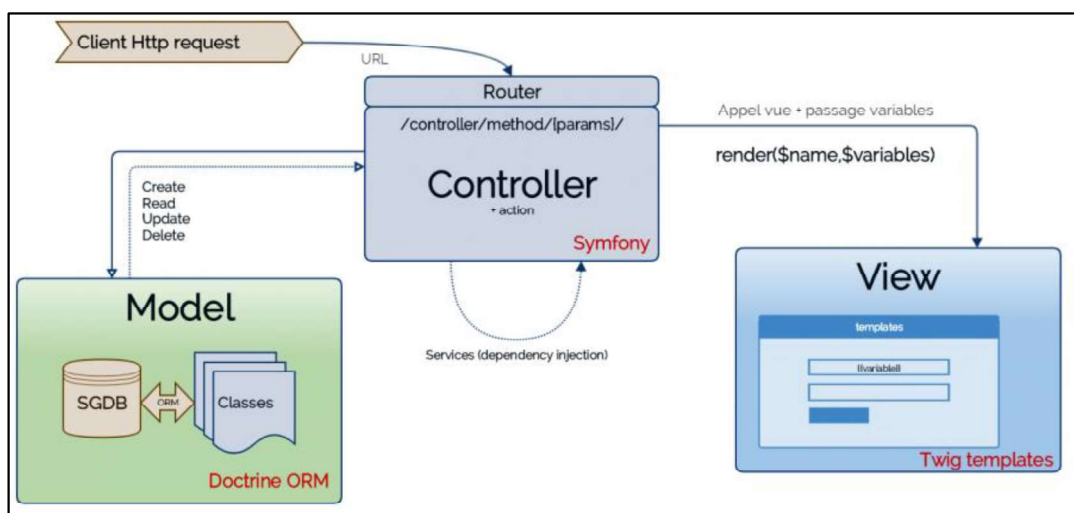 Client Http request
URL
Router
/controller/method/{params}/
Controller
+ action
Symfony
Appel vue + passage variables
render($name,$variables)
Create
Read
Update
Delete
Services (dependency injection)
Model
SGDB
ORM
Classes
Doctrine ORM
View
templates
{{variable}}
Twig templates